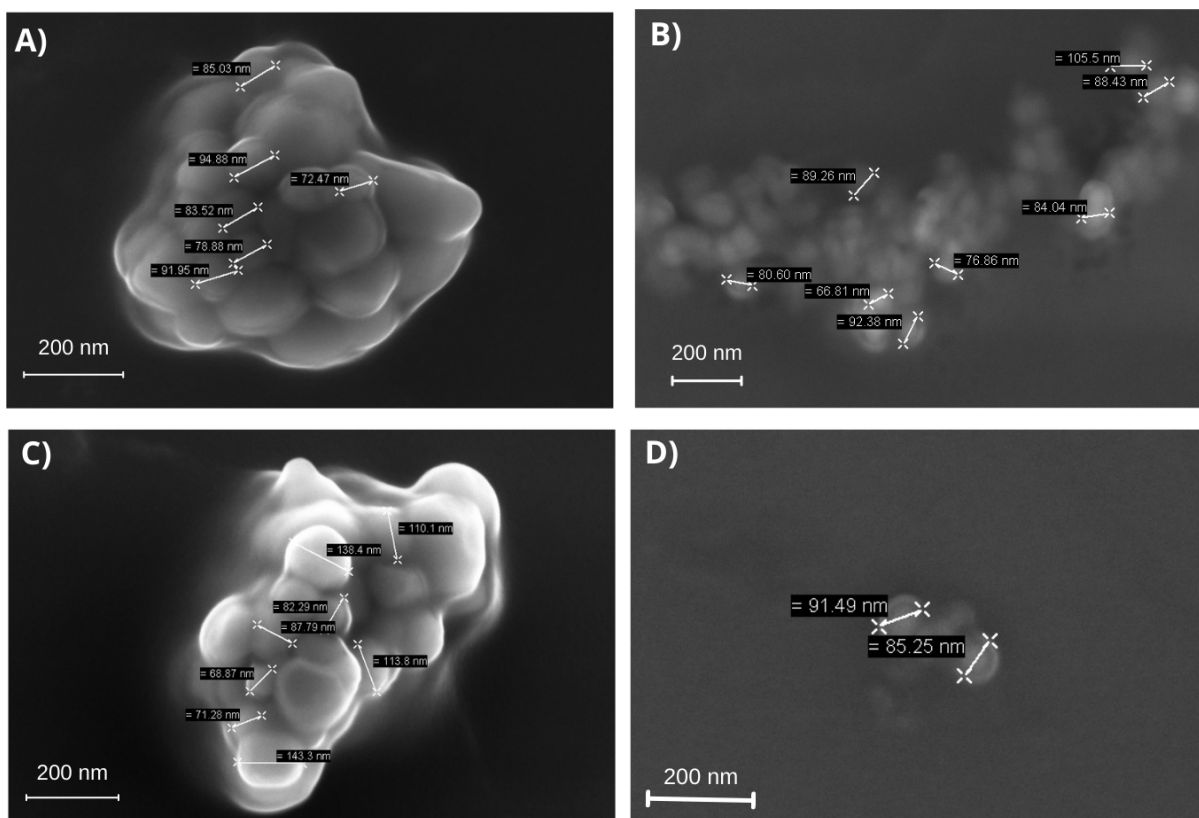 A)
= 85.03 nm
= 94.88 nm
= 72.47 nm
= 83.52 nm
= 78.88 nm
= 91.95 nm
200 nm
B)
= 105.5 nm
= 88.43 nm
= 89.26 nm
= 84.04 nm
= 76.86 nm
= 80.60 nm
= 66.81 nm
= 92.38 nm
200 nm
C)
= 110.1 nm
= 138.4 nm
= 82.29 nm
= 87.79 nm
= 113.8 nm
= 68.87 nm
= 71.28 nm
= 143.3 nm
200 nm
D)
= 91.49 nm
= 85.25 nm
200 nm